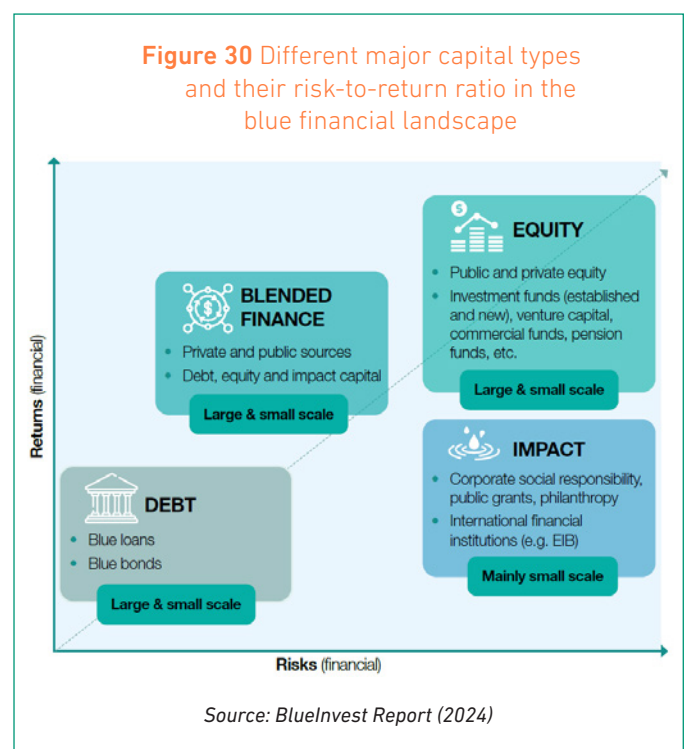 Figure 30 Different major capital types
and their risk-to-return ratio in the
blue financial landscape
Returns (financial)
EQUITY
• Public and private equity
• Investment funds (established
and new), venture capital,
commercial funds, pension
funds, etc.
Large & small scale
BLENDED
FINANCE
• Private and public sources
• Debt, equity and impact capital
Large & small scale
IMPACT
• Corporate social responsibility,
public grants, philanthropy
• International financial
institutions (e.g. EIB)
Mainly small scale
DEBT
• Blue loans
• Blue bonds
Large & small scale
Risks (financial)
Source: BlueInvest Report (2024)